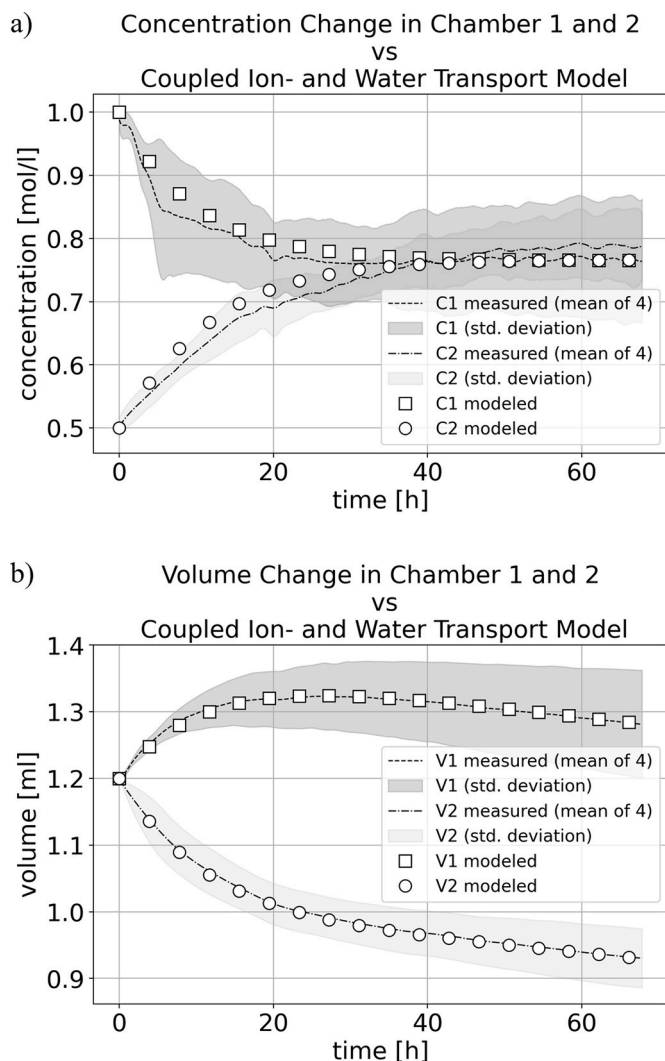 a)
Concentration Change in Chamber 1 and 2
vs
Coupled Ion- and Water Transport Model
concentration [mol/l]
1.0
0.9
0.8
0.7
0.6
0.5
C1 measured (mean of 4)
C1 (std. deviation)
C2 measured (mean of 4)
C2 (std. deviation)
C1 modeled
C2 modeled
0 20 40 60
time [h]
b)
Volume Change in Chamber 1 and 2
vs
Coupled Ion- and Water Transport Model
volume [ml]
1.4
1.3
1.2
1.1
1.0
0.9
V1 measured (mean of 4)
V1 (std. deviation)
V2 measured (mean of 4)
V2 (std. deviation)
V1 modeled
V2 modeled
0 20 40 60
time [h]